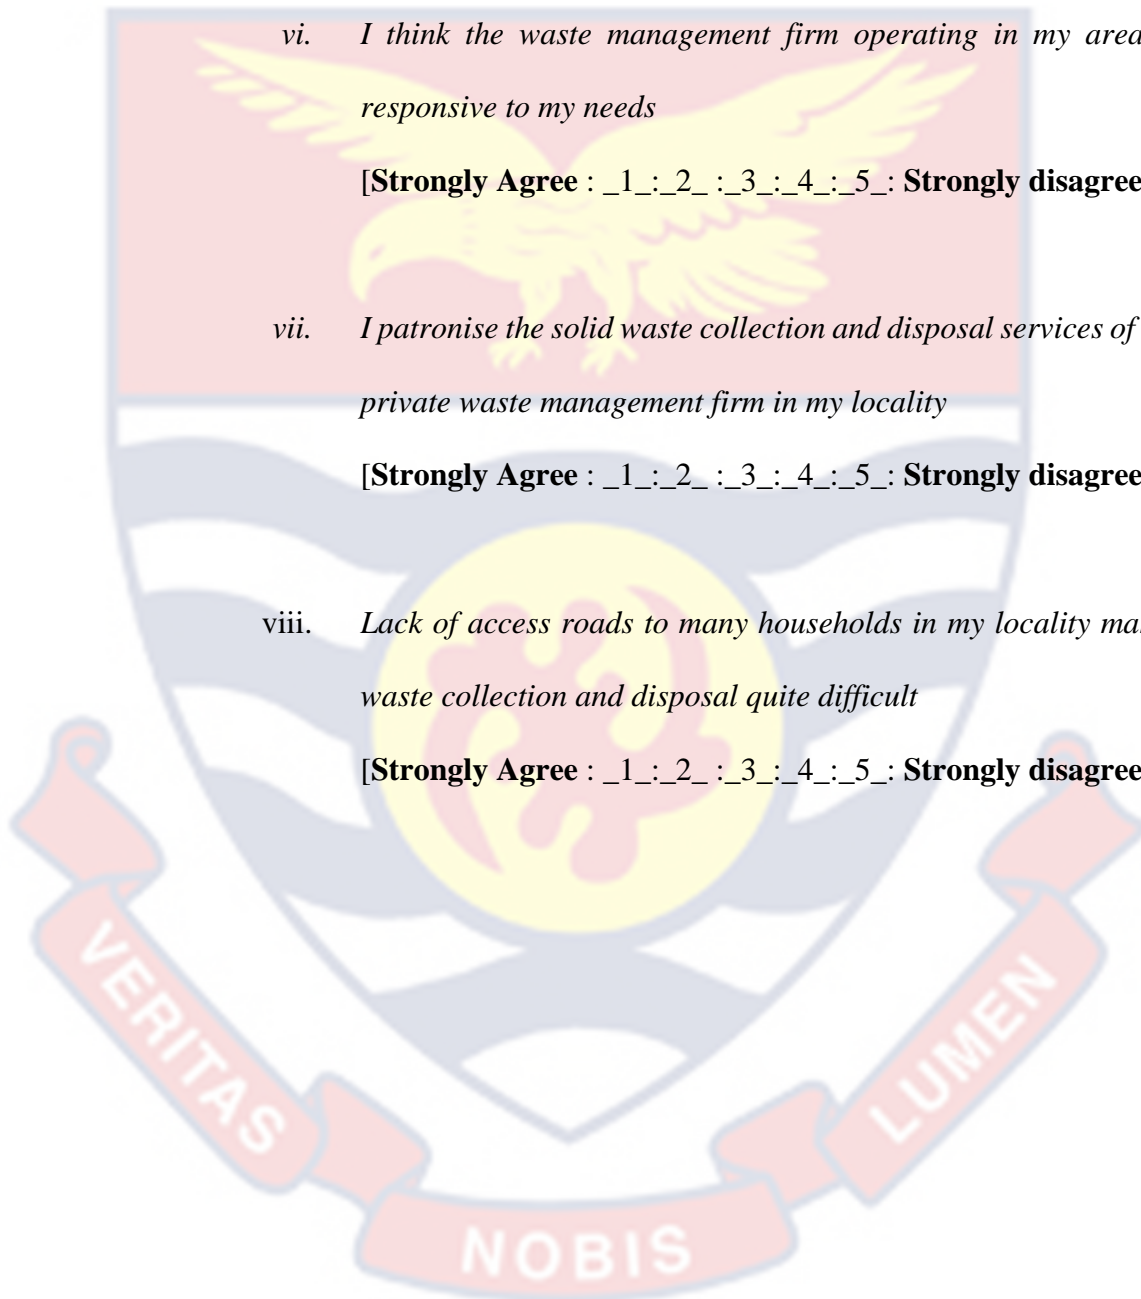 vi. I think the waste management firm operating in my area
responsive to my needs
[Strongly Agree : _1_:_2_ :_3_:_4_:_5_: Strongly disagree
vii. I patronise the solid waste collection and disposal services of
private waste management firm in my locality
[Strongly Agree : _1_:_2_ :_3_:_4_:_5_: Strongly disagree
viii. Lack of access roads to many households in my locality
waste collection and disposal quite difficult
[Strongly Agree : _1_:_2_ :_3_:_4_:_5_: Strongly disagree
VERITAS
NOBIS
LUMEN